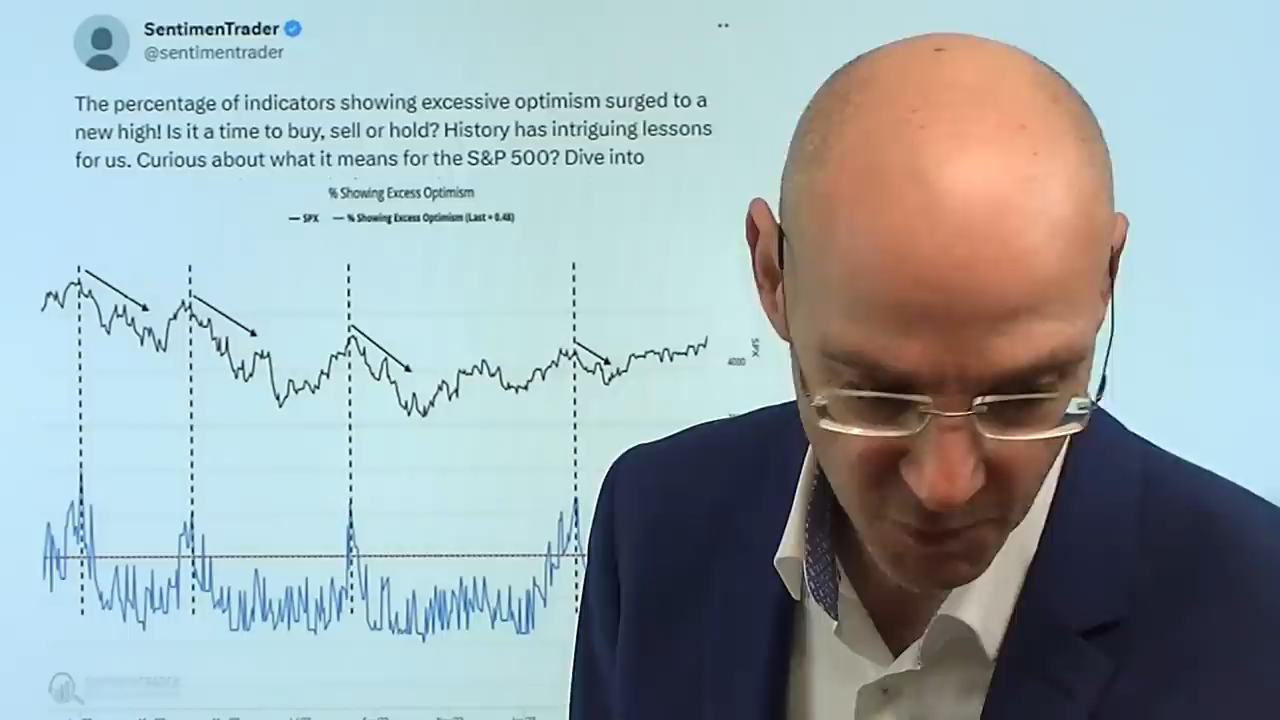 SentimenTrader
@sentimentrader
The percentage of indicators showing excessive optimism surged to a
new high! Is it a time to buy, sell or hold? History has intriguing lessons
for us. Curious about what it means for the S&P 500? Dive into
% Showing Excess Optimism
SPX % Showing Excess Optimism (Last = 0.48)
SPX
4000